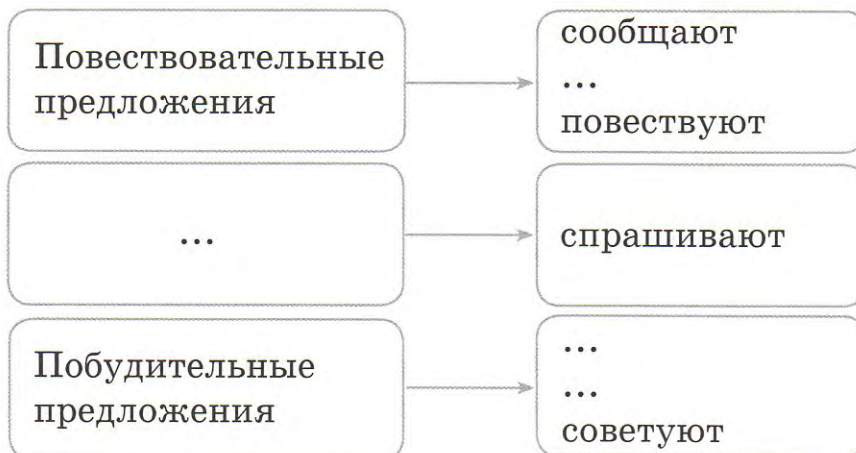 Повествовательные
предложения
сообщают
...
повествуют
...
спрашивают
Побудительные
предложения
...
...
советуют